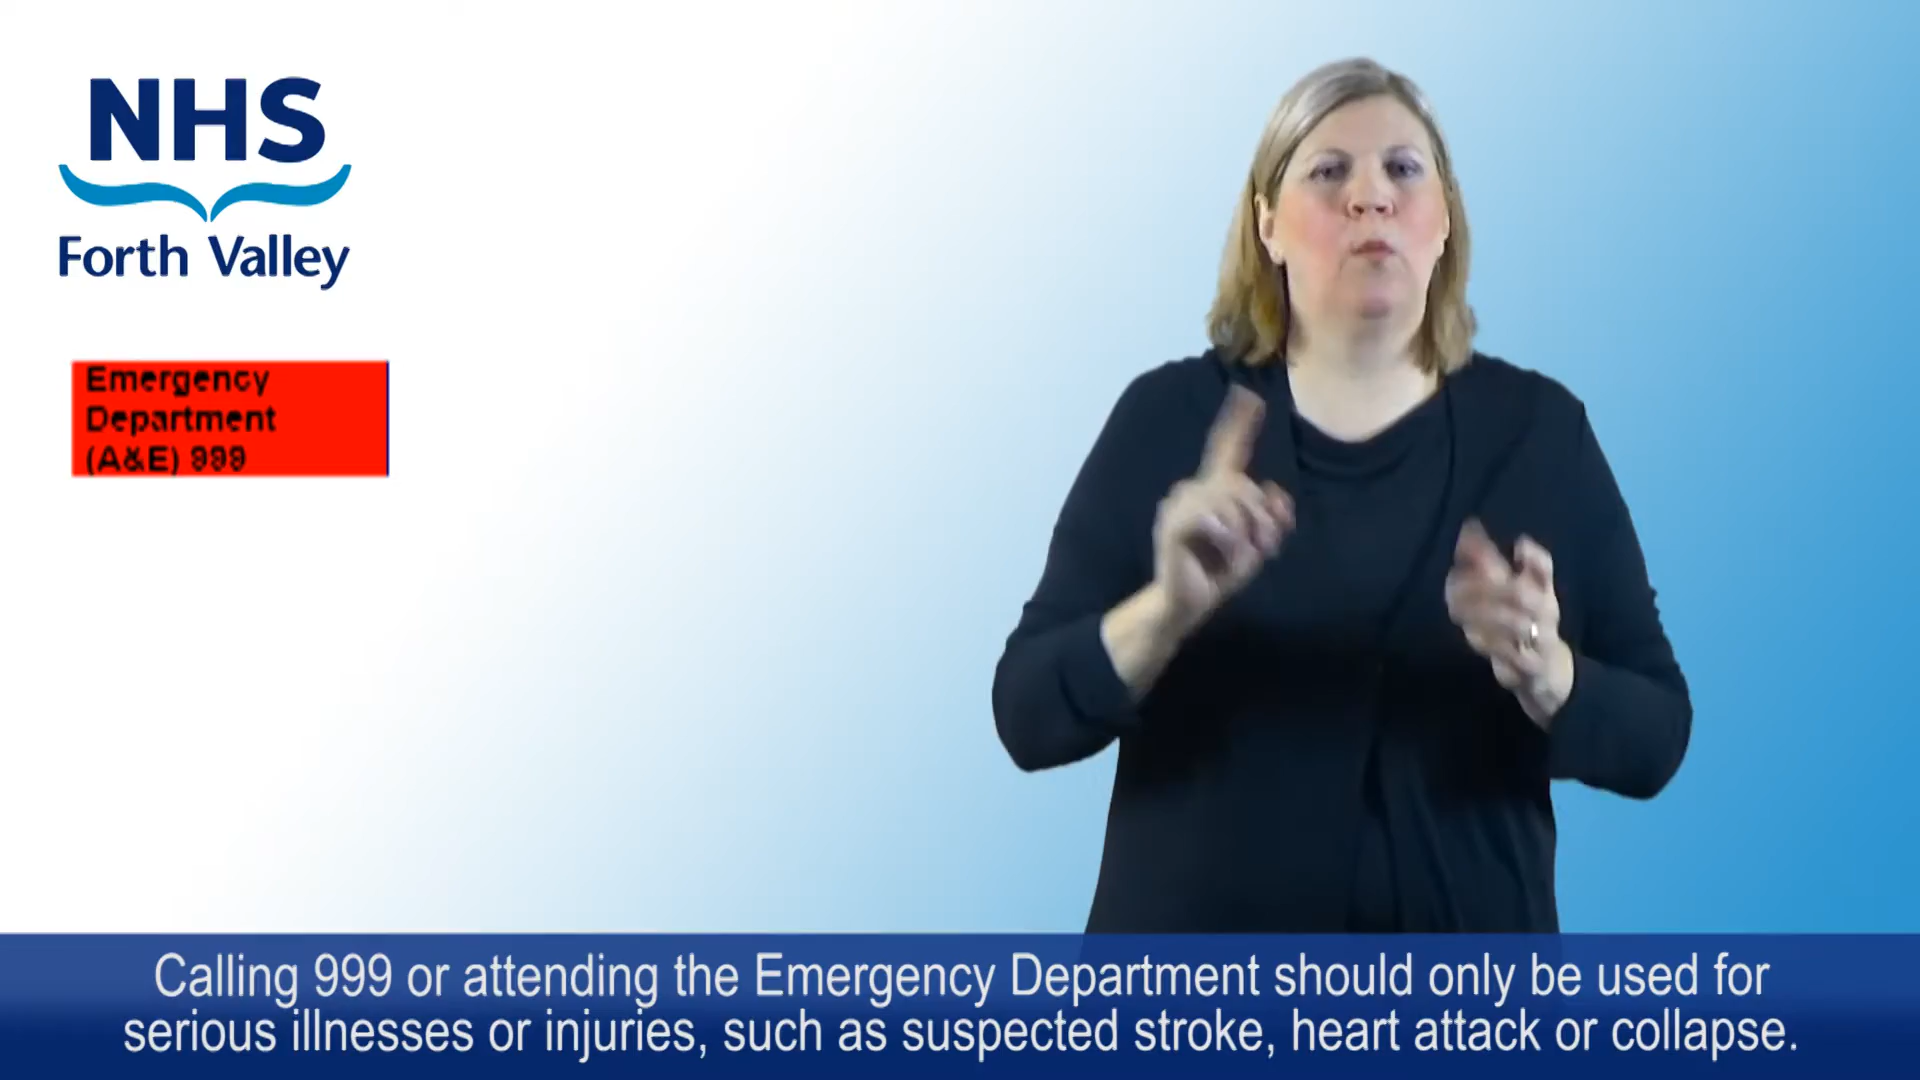 NHS
Forth Valley
Emergency
Department
(A&E) 999
Calling 999 or attending the Emergency Department should only be used for
serious illnesses or injuries, such as suspected stroke, heart attack or collapse.